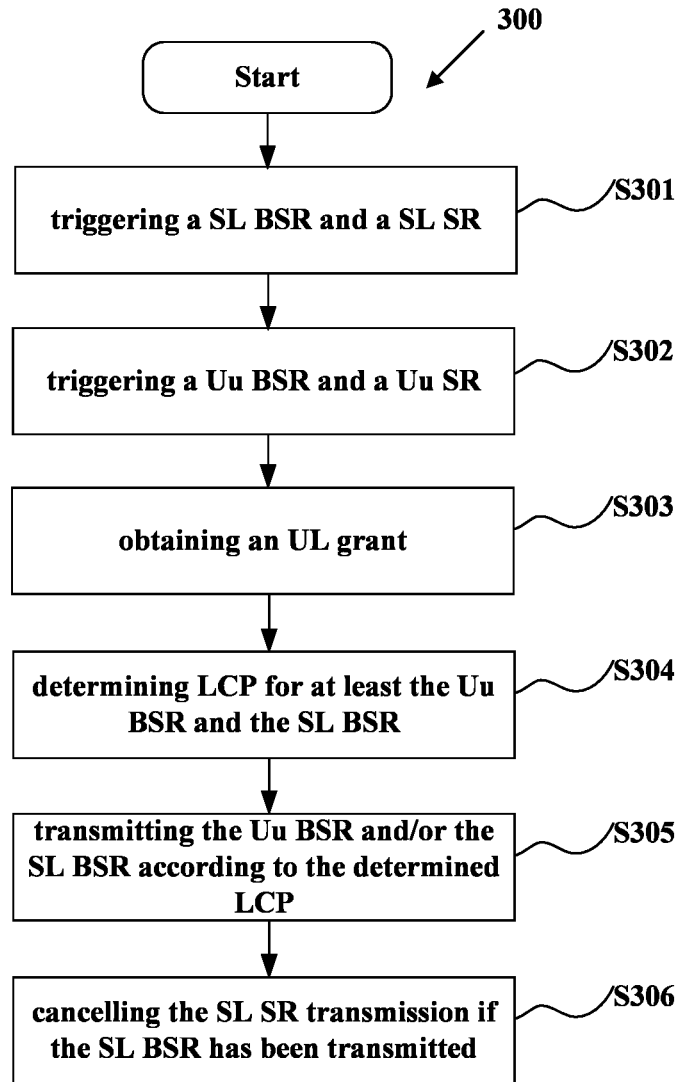 300
Start
triggering a SL BSR and a SL SR
S301
triggering a Uu BSR and a Uu SR
S302
obtaining an UL grant
S303
determining LCP for at least the Uu
BSR and the SL BSR
S304
transmitting the Uu BSR and/or the
SL BSR according to the determined
LCP
S305
cancelling the SL SR transmission if
the SL BSR has been transmitted
S306